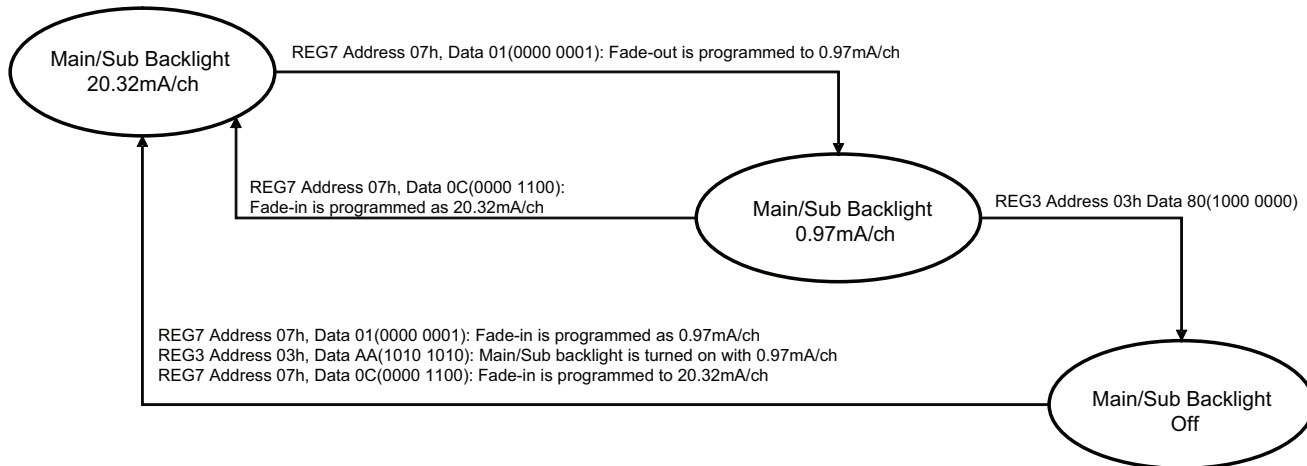 Main/Sub Backlight
20.32mA/ch
REG7 Address 07h, Data 01(0000 0001): Fade-out is programmed to 0.97mA/ch
REG7 Address 07h, Data 0C(0000 1100):
Fade-in is programmed as 20.32mA/ch
Main/Sub Backlight
0.97mA/ch
REG3 Address 03h Data 80(1000 0000)
REG7 Address 07h, Data 01(0000 0001): Fade-in is programmed as 0.97mA/ch
REG3 Address 03h, Data AA(1010 1010): Main/Sub backlight is turned on with 0.97mA/ch
REG7 Address 07h, Data 0C(0000 1100): Fade-in is programmed to 20.32mA/ch
Main/Sub Backlight
Off